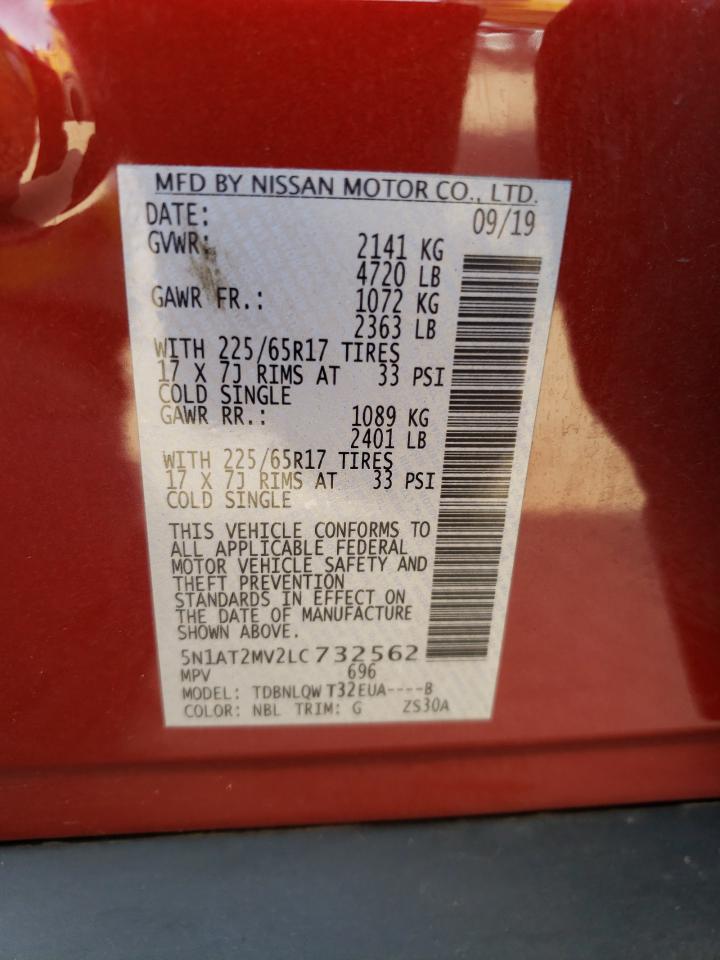 MFD BY NISSAN MOTOR CO., LTD.
DATE: 09/19
GVWR: 2141 KG
4720 LB
GAWR FR.: 1072 KG
2363 LB
WITH 225/65R17 TIRES
17 X 7J RIMS AT 33 PSI
COLD SINGLE
GAWR RR.: 1089 KG
2401 LB
WITH 225/65R17 TIRES
17 X 7J RIMS AT 33 PSI
COLD SINGLE
THIS VEHICLE CONFORMS TO
ALL APPLICABLE FEDERAL
MOTOR VEHICLE SAFETY AND
THEFT PREVENTION
STANDARDS IN EFFECT ON
THE DATE OF MANUFACTURE
SHOWN ABOVE.
5N1AT2MV2LC732562
MPV 696
MODEL: TDBNLQW T32EUA----B
COLOR: NBL TRIM: G ZS30A